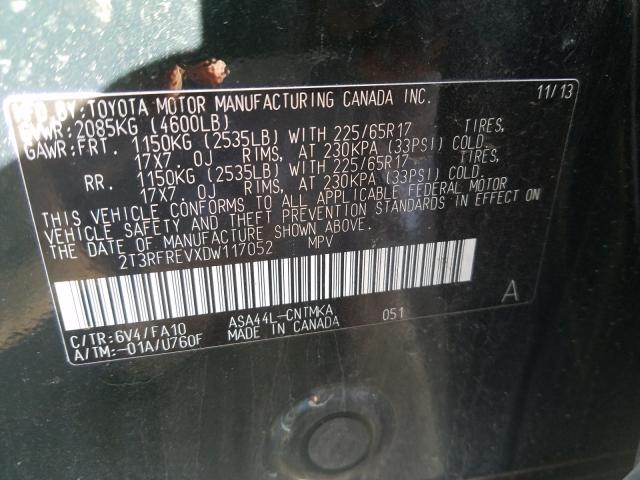 MFD BY: TOYOTA MOTOR MANUFACTURING CANADA INC. 11/13
GVWR: 2085KG (4600LB)
GAWR: FRT. 1150KG (2535LB) WITH 225/65R17 TIRES,
17X7.0J RIMS, AT 230KPA (33PSI) COLD.
RR. 1150KG (2535LB) WITH 225/65R17 TIRES,
17X7.0J RIMS, AT 230KPA (33PSI) COLD.
THIS VEHICLE CONFORMS TO ALL APPLICABLE FEDERAL MOTOR
VEHICLE SAFETY AND THEFT PREVENTION STANDARDS IN EFFECT ON
THE DATE OF MANUFACTURE SHOWN ABOVE.
2T3RFREVXDW117052 MPV
A
C/TR: 6V4/FA10 ASA44L-CNTMKA 051
A/TM: -01A/U760F MADE IN CANADA